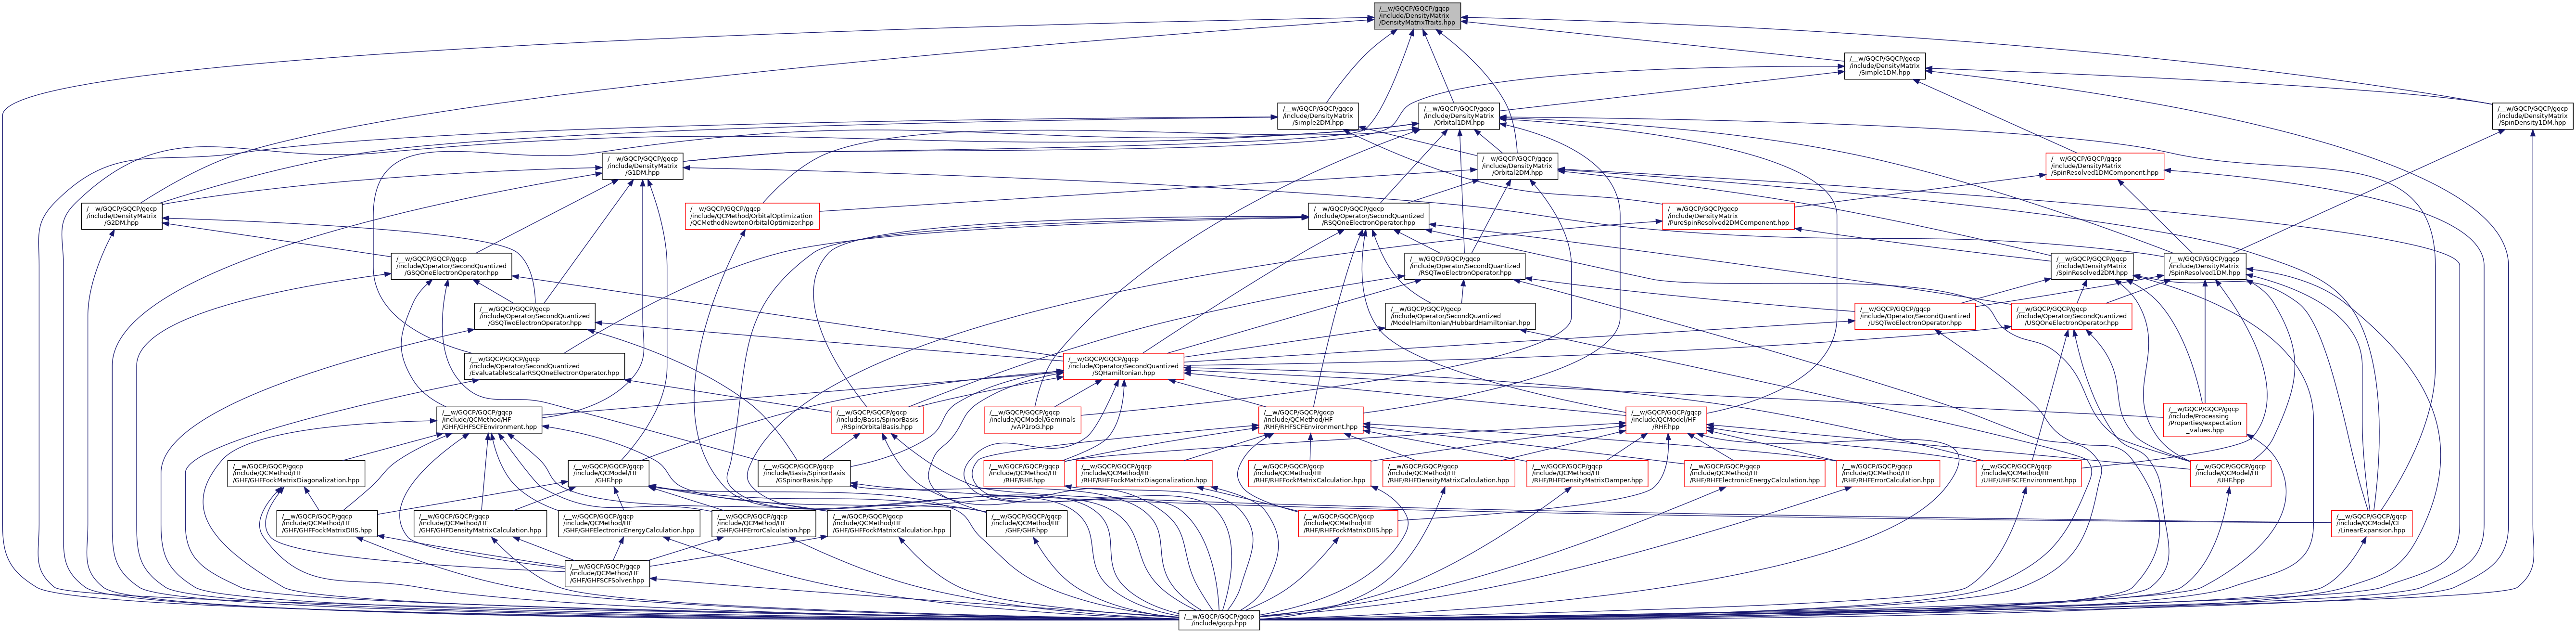 /__w/GQCP/GQCP/gqcp
/include/DensityMatrix
/DensityMatrixTraits.hpp
/__w/GQCP/GQCP/gqcp
/include/DensityMatrix
/Simple1DM.hpp
/__w/GQCP/GQCP/gqcp
/include/DensityMatrix
/Simple2DM.hpp
/__w/GQCP/GQCP/gqcp
/include/DensityMatrix
/Orbital1DM.hpp
/__w/GQCP/GQCP/gqcp
/include/DensityMatrix
/SpinDensity1DM.hpp
/__w/GQCP/GQCP/gqcp
/include/DensityMatrix
/G1DM.hpp
/__w/GQCP/GQCP/gqcp
/include/DensityMatrix
/Orbital2DM.hpp
/__w/GQCP/GQCP/gqcp
/include/DensityMatrix
/SpinResolved1DMComponent.hpp
/__w/GQCP/GQCP/gqcp
/include/DensityMatrix
/G2DM.hpp
/__w/GQCP/GQCP/gqcp
/include/QCMethod/OrbitalOptimization
/QCMethodNewtonOrbitalOptimizer.hpp
/__w/GQCP/GQCP/gqcp
/include/Operator/SecondQuantized
/RSQOneElectronOperator.hpp
/__w/GQCP/GQCP/gqcp
/include/DensityMatrix
/PureSpinResolved2DMComponent.hpp
/__w/GQCP/GQCP/gqcp
/include/Operator/SecondQuantized
/GSQOneElectronOperator.hpp
/__w/GQCP/GQCP/gqcp
/include/Operator/SecondQuantized
/RSQTwoElectronOperator.hpp
/__w/GQCP/GQCP/gqcp
/include/DensityMatrix
/SpinResolved2DM.hpp
/__w/GQCP/GQCP/gqcp
/include/DensityMatrix
/SpinResolved1DM.hpp
/__w/GQCP/GQCP/gqcp
/include/Operator/SecondQuantized
/GSQTwoElectronOperator.hpp
/__w/GQCP/GQCP/gqcp
/include/Operator/SecondQuantized
/ModelHamiltonian/HubbardHamiltonian.hpp
/__w/GQCP/GQCP/gqcp
/include/Operator/SecondQuantized
/USQTwoElectronOperator.hpp
/__w/GQCP/GQCP/gqcp
/include/Operator/SecondQuantized
/USQOneElectronOperator.hpp
/__w/GQCP/GQCP/gqcp
/include/Operator/SecondQuantized
/EvaluatableScalarRSQOneElectronOperator.hpp
/__w/GQCP/GQCP/gqcp
/include/Operator/SecondQuantized
/SQHamiltonian.hpp
/__w/GQCP/GQCP/gqcp
/include/QCMethod/HF
/GHF/GHFSCFEnvironment.hpp
/__w/GQCP/GQCP/gqcp
/include/Basis/SpinorBasis
/RSpinOrbitalBasis.hpp
/__w/GQCP/GQCP/gqcp
/include/QCModel/Geminals
/vAP1roG.hpp
/__w/GQCP/GQCP/gqcp
/include/QCMethod/HF
/RHF/RHFSCFEnvironment.hpp
/__w/GQCP/GQCP/gqcp
/include/QCModel/HF
/RHF.hpp
/__w/GQCP/GQCP/gqcp
/include/Processing
/Properties/expectation
_values.hpp
/__w/GQCP/GQCP/gqcp
/include/QCMethod/HF
/GHF/GHFFockMatrixDiagonalization.hpp
/__w/GQCP/GQCP/gqcp
/include/QCModel/HF
/GHF.hpp
/__w/GQCP/GQCP/gqcp
/include/Basis/SpinorBasis
/GSpinorBasis.hpp
/__w/GQCP/GQCP/gqcp
/include/QCMethod/HF
/RHF/RHF.hpp
/__w/GQCP/GQCP/gqcp
/include/QCMethod/HF
/RHF/RHFFockMatrixDiagonalization.hpp
/__w/GQCP/GQCP/gqcp
/include/QCMethod/HF
/RHF/RHFFockMatrixCalculation.hpp
/__w/GQCP/GQCP/gqcp
/include/QCMethod/HF
/RHF/RHFDensityMatrixCalculation.hpp
/__w/GQCP/GQCP/gqcp
/include/QCMethod/HF
/RHF/RHFDensityMatrixDamper.hpp
/__w/GQCP/GQCP/gqcp
/include/QCMethod/HF
/RHF/RHFElectronicEnergyCalculation.hpp
/__w/GQCP/GQCP/gqcp
/include/QCMethod/HF
/RHF/RHFErrorCalculation.hpp
/__w/GQCP/GQCP/gqcp
/include/QCMethod/HF
/UHF/UHFSCFEnvironment.hpp
/__w/GQCP/GQCP/gqcp
/include/QCModel/HF
/UHF.hpp
/__w/GQCP/GQCP/gqcp
/include/QCMethod/HF
/GHF/GHFFockMatrixDIIS.hpp
/__w/GQCP/GQCP/gqcp
/include/QCMethod/HF
/GHF/GHFDensityMatrixCalculation.hpp
/__w/GQCP/GQCP/gqcp
/include/QCMethod/HF
/GHF/GHFElectronicEnergyCalculation.hpp
/__w/GQCP/GQCP/gqcp
/include/QCMethod/HF
/GHF/GHFErrorCalculation.hpp
/__w/GQCP/GQCP/gqcp
/include/QCMethod/HF
/GHF/GHFFockMatrixCalculation.hpp
/__w/GQCP/GQCP/gqcp
/include/QCMethod/HF
/GHF/GHF.hpp
/__w/GQCP/GQCP/gqcp
/include/QCMethod/HF
/RHF/RHFFockMatrixDIIS.hpp
/__w/GQCP/GQCP/gqcp
/include/QCModel/CI
/LinearExpansion.hpp
/__w/GQCP/GQCP/gqcp
/include/QCMethod/HF
/GHF/GHFSCFSolver.hpp
/__w/GQCP/GQCP/gqcp
/include/gqcp.hpp